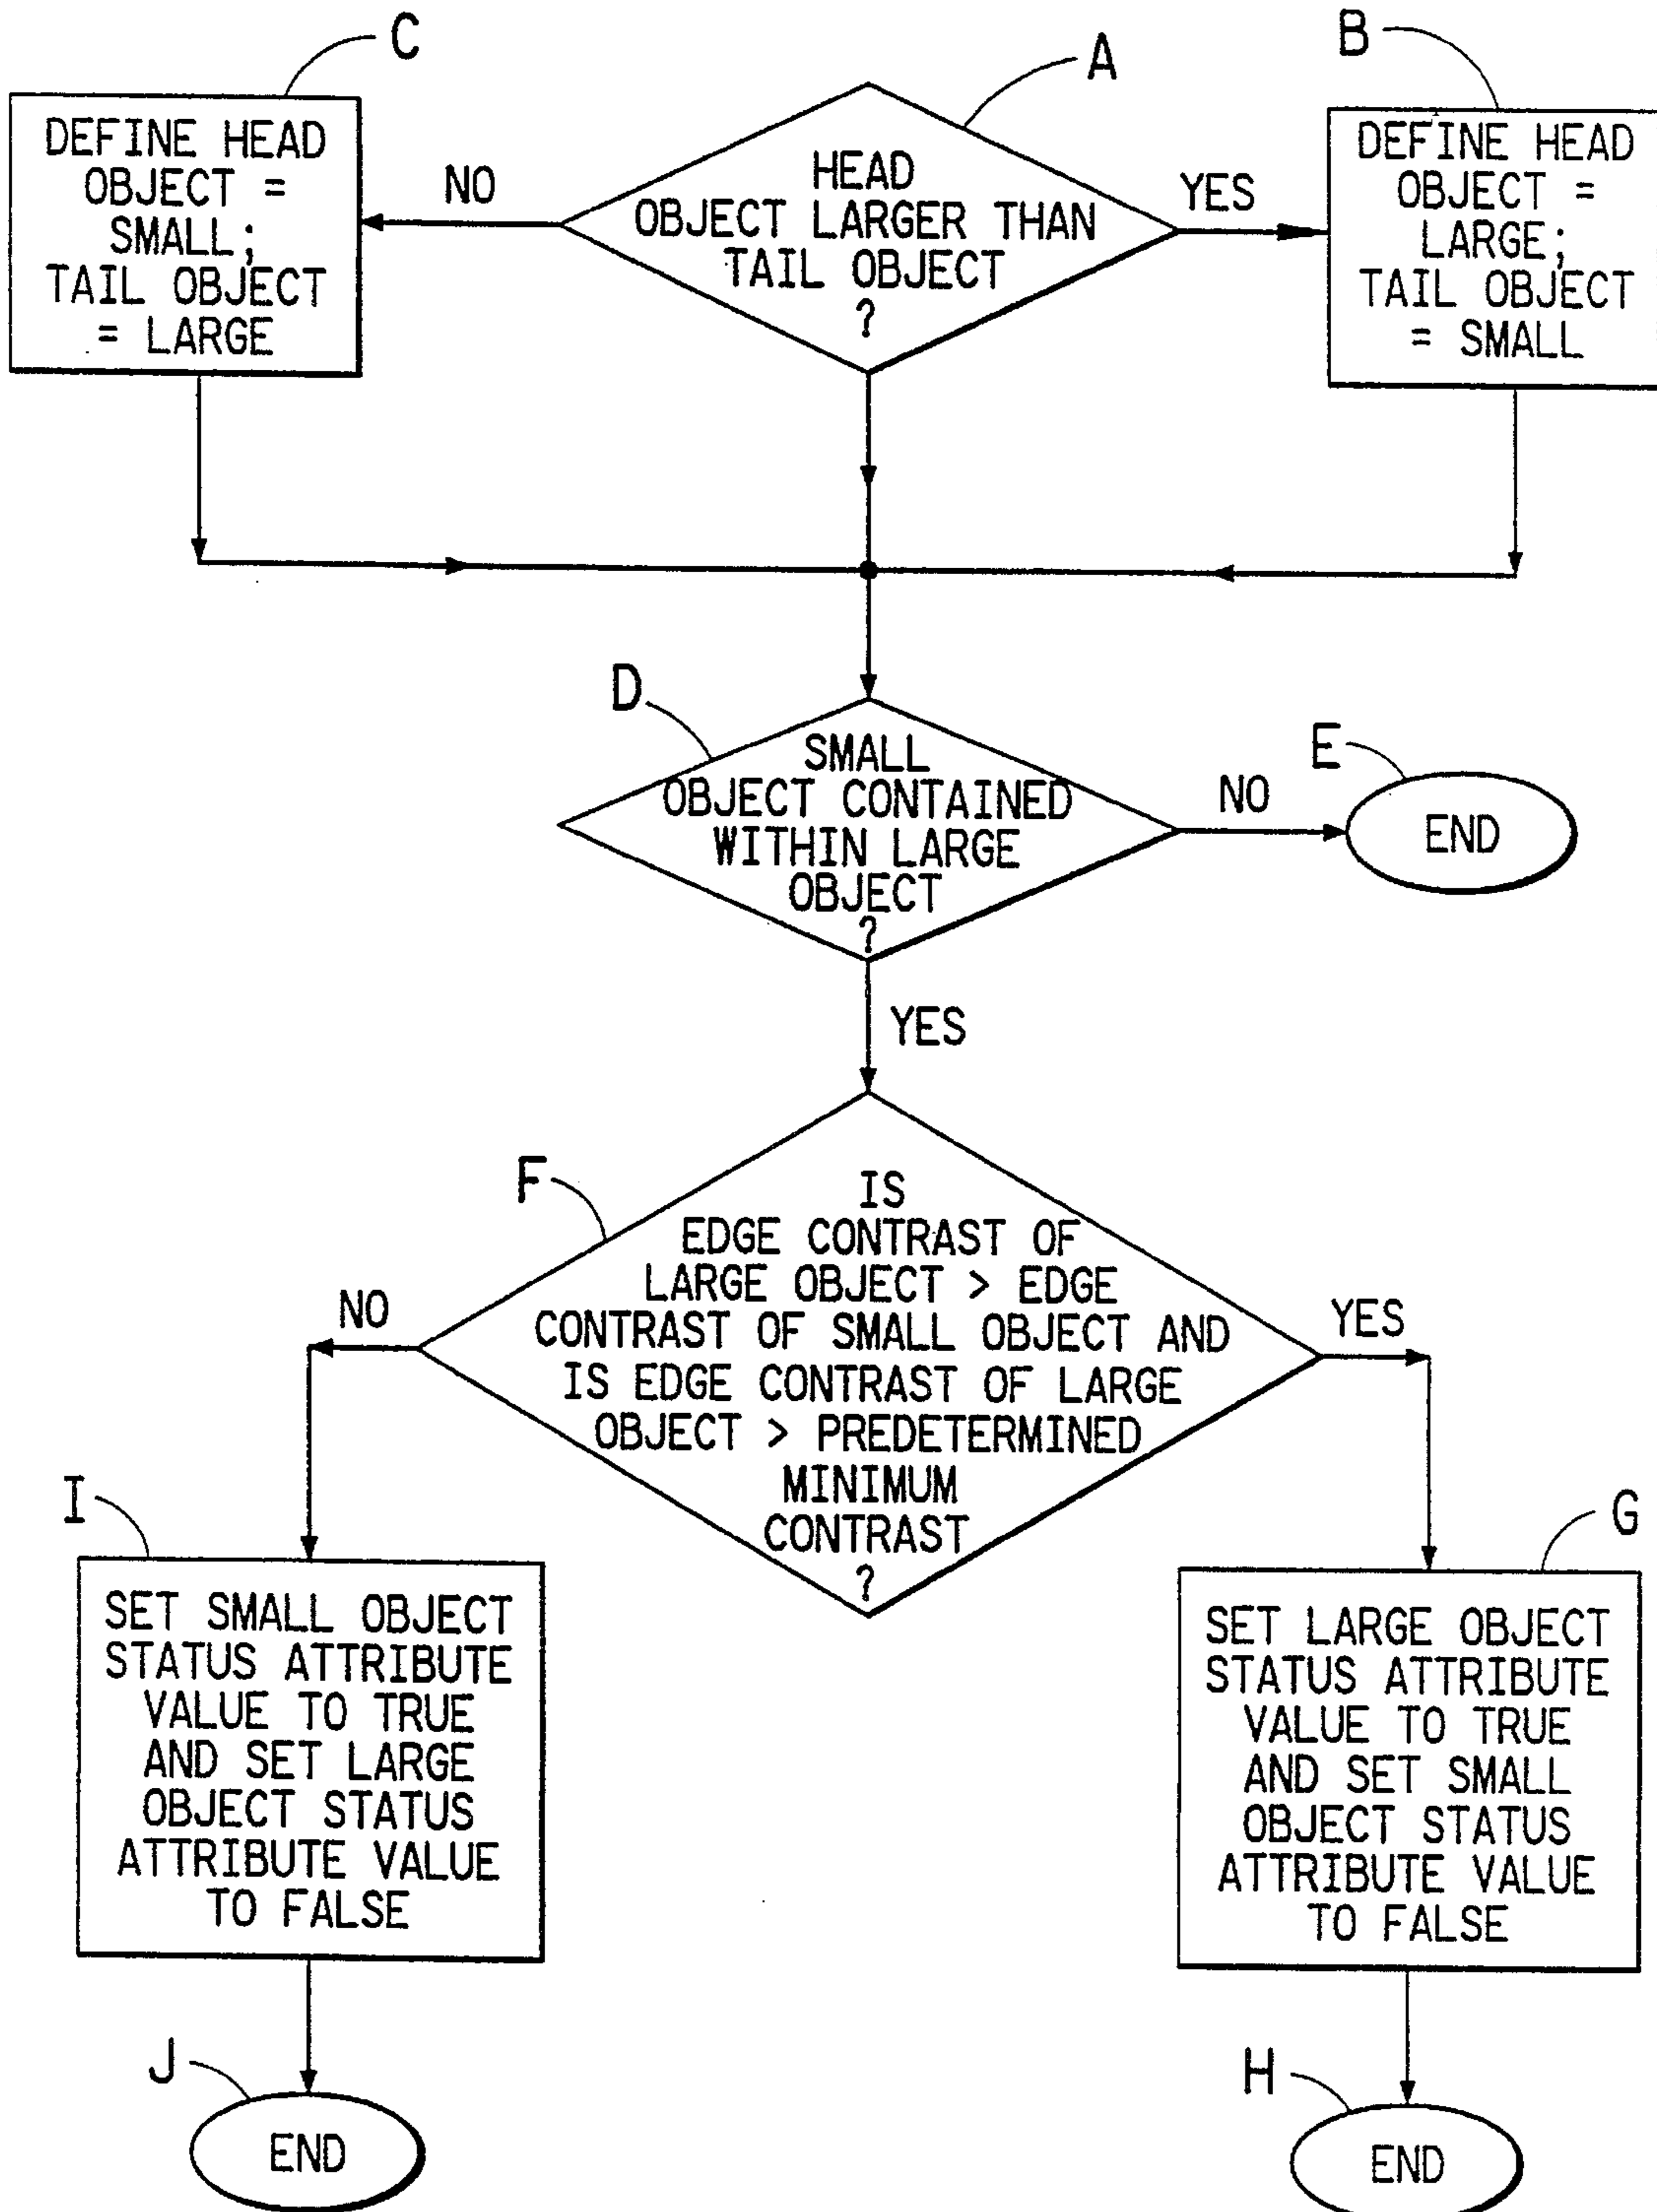 C
A
B
DEFINE HEAD
OBJECT =
SMALL;
TAIL OBJECT
= LARGE
NO
HEAD
OBJECT LARGER THAN
TAIL OBJECT
?
YES
DEFINE HEAD
OBJECT =
LARGE;
TAIL OBJECT
= SMALL
D
SMALL
OBJECT CONTAINED
WITHIN LARGE
OBJECT
?
NO
E
END
YES
F
IS
EDGE CONTRAST OF
LARGE OBJECT > EDGE
CONTRAST OF SMALL OBJECT AND
IS EDGE CONTRAST OF LARGE
OBJECT > PREDETERMINED
MINIMUM
CONTRAST
?
NO
YES
I
SET SMALL OBJECT
STATUS ATTRIBUTE
VALUE TO TRUE
AND SET LARGE
OBJECT STATUS
ATTRIBUTE VALUE
TO FALSE
G
SET LARGE OBJECT
STATUS ATTRIBUTE
VALUE TO TRUE
AND SET SMALL
OBJECT STATUS
ATTRIBUTE VALUE
TO FALSE
J
END
H
END